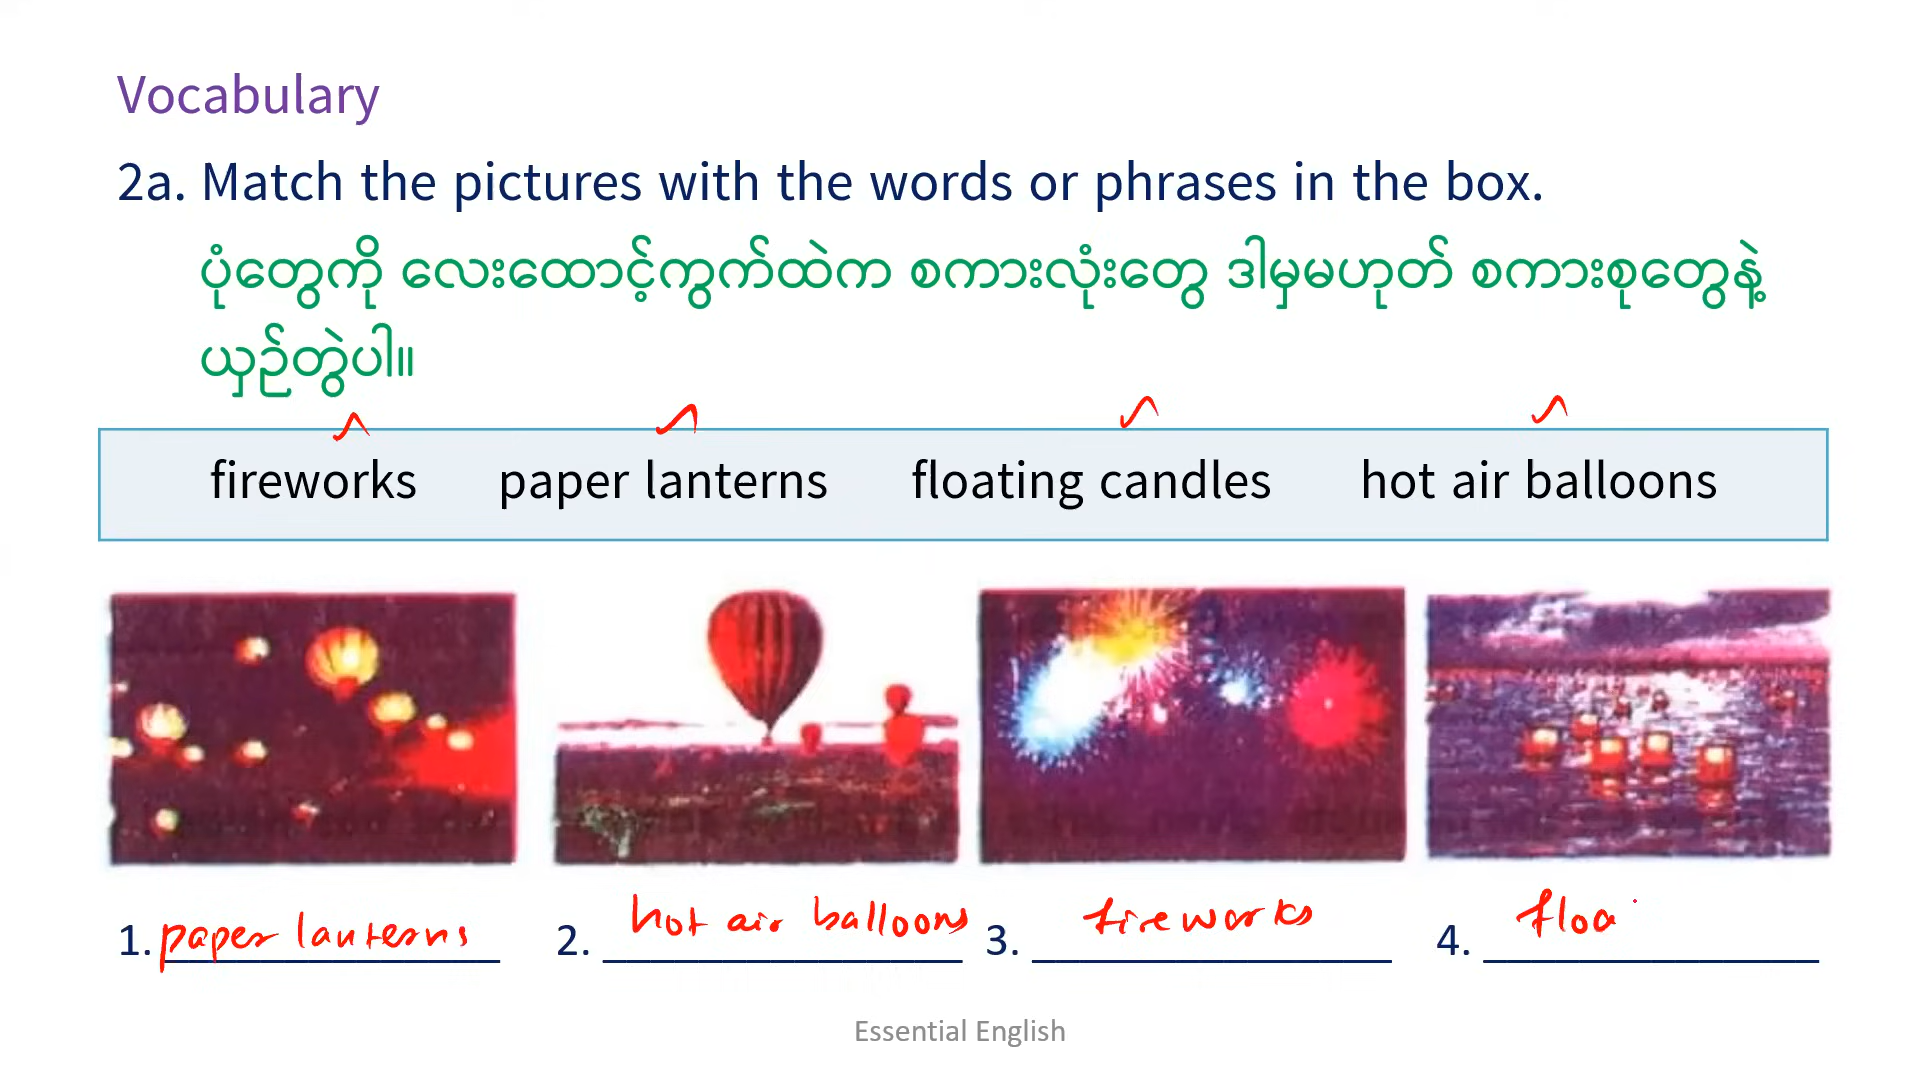 Vocabulary
2a. Match the pictures with the words or phrases in the box.
ပုံတွေကို လေးထောင့်ကွက်ထဲက စကားလုံးတွေ ဒါမှမဟုတ် စကားစုတွေနဲ့
ယှဉ်တွဲပါ။
fireworks paper lanterns floating candles hot air balloons
1. paper lanterns 2. hot air balloons 3. fireworks 4. floa
Essential English